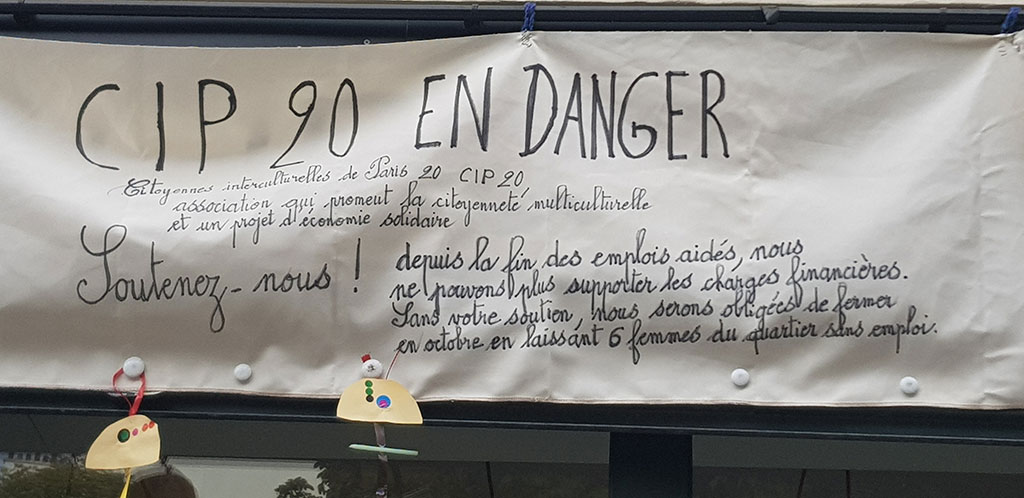 CIP 20 EN DANGER
Citoyennes interculturelles de Paris 20 CIP 20
association qui promeut la citoyenneté multiculturelle
et un projet d'économie solidaire
Soutenez-nous !
depuis la fin des emplois aidés, nous
ne pouvons plus supporter les charges financières.
Sans votre soutien, nous serons obligées de fermer
en octobre en laissant 6 femmes du quartier sans emploi.